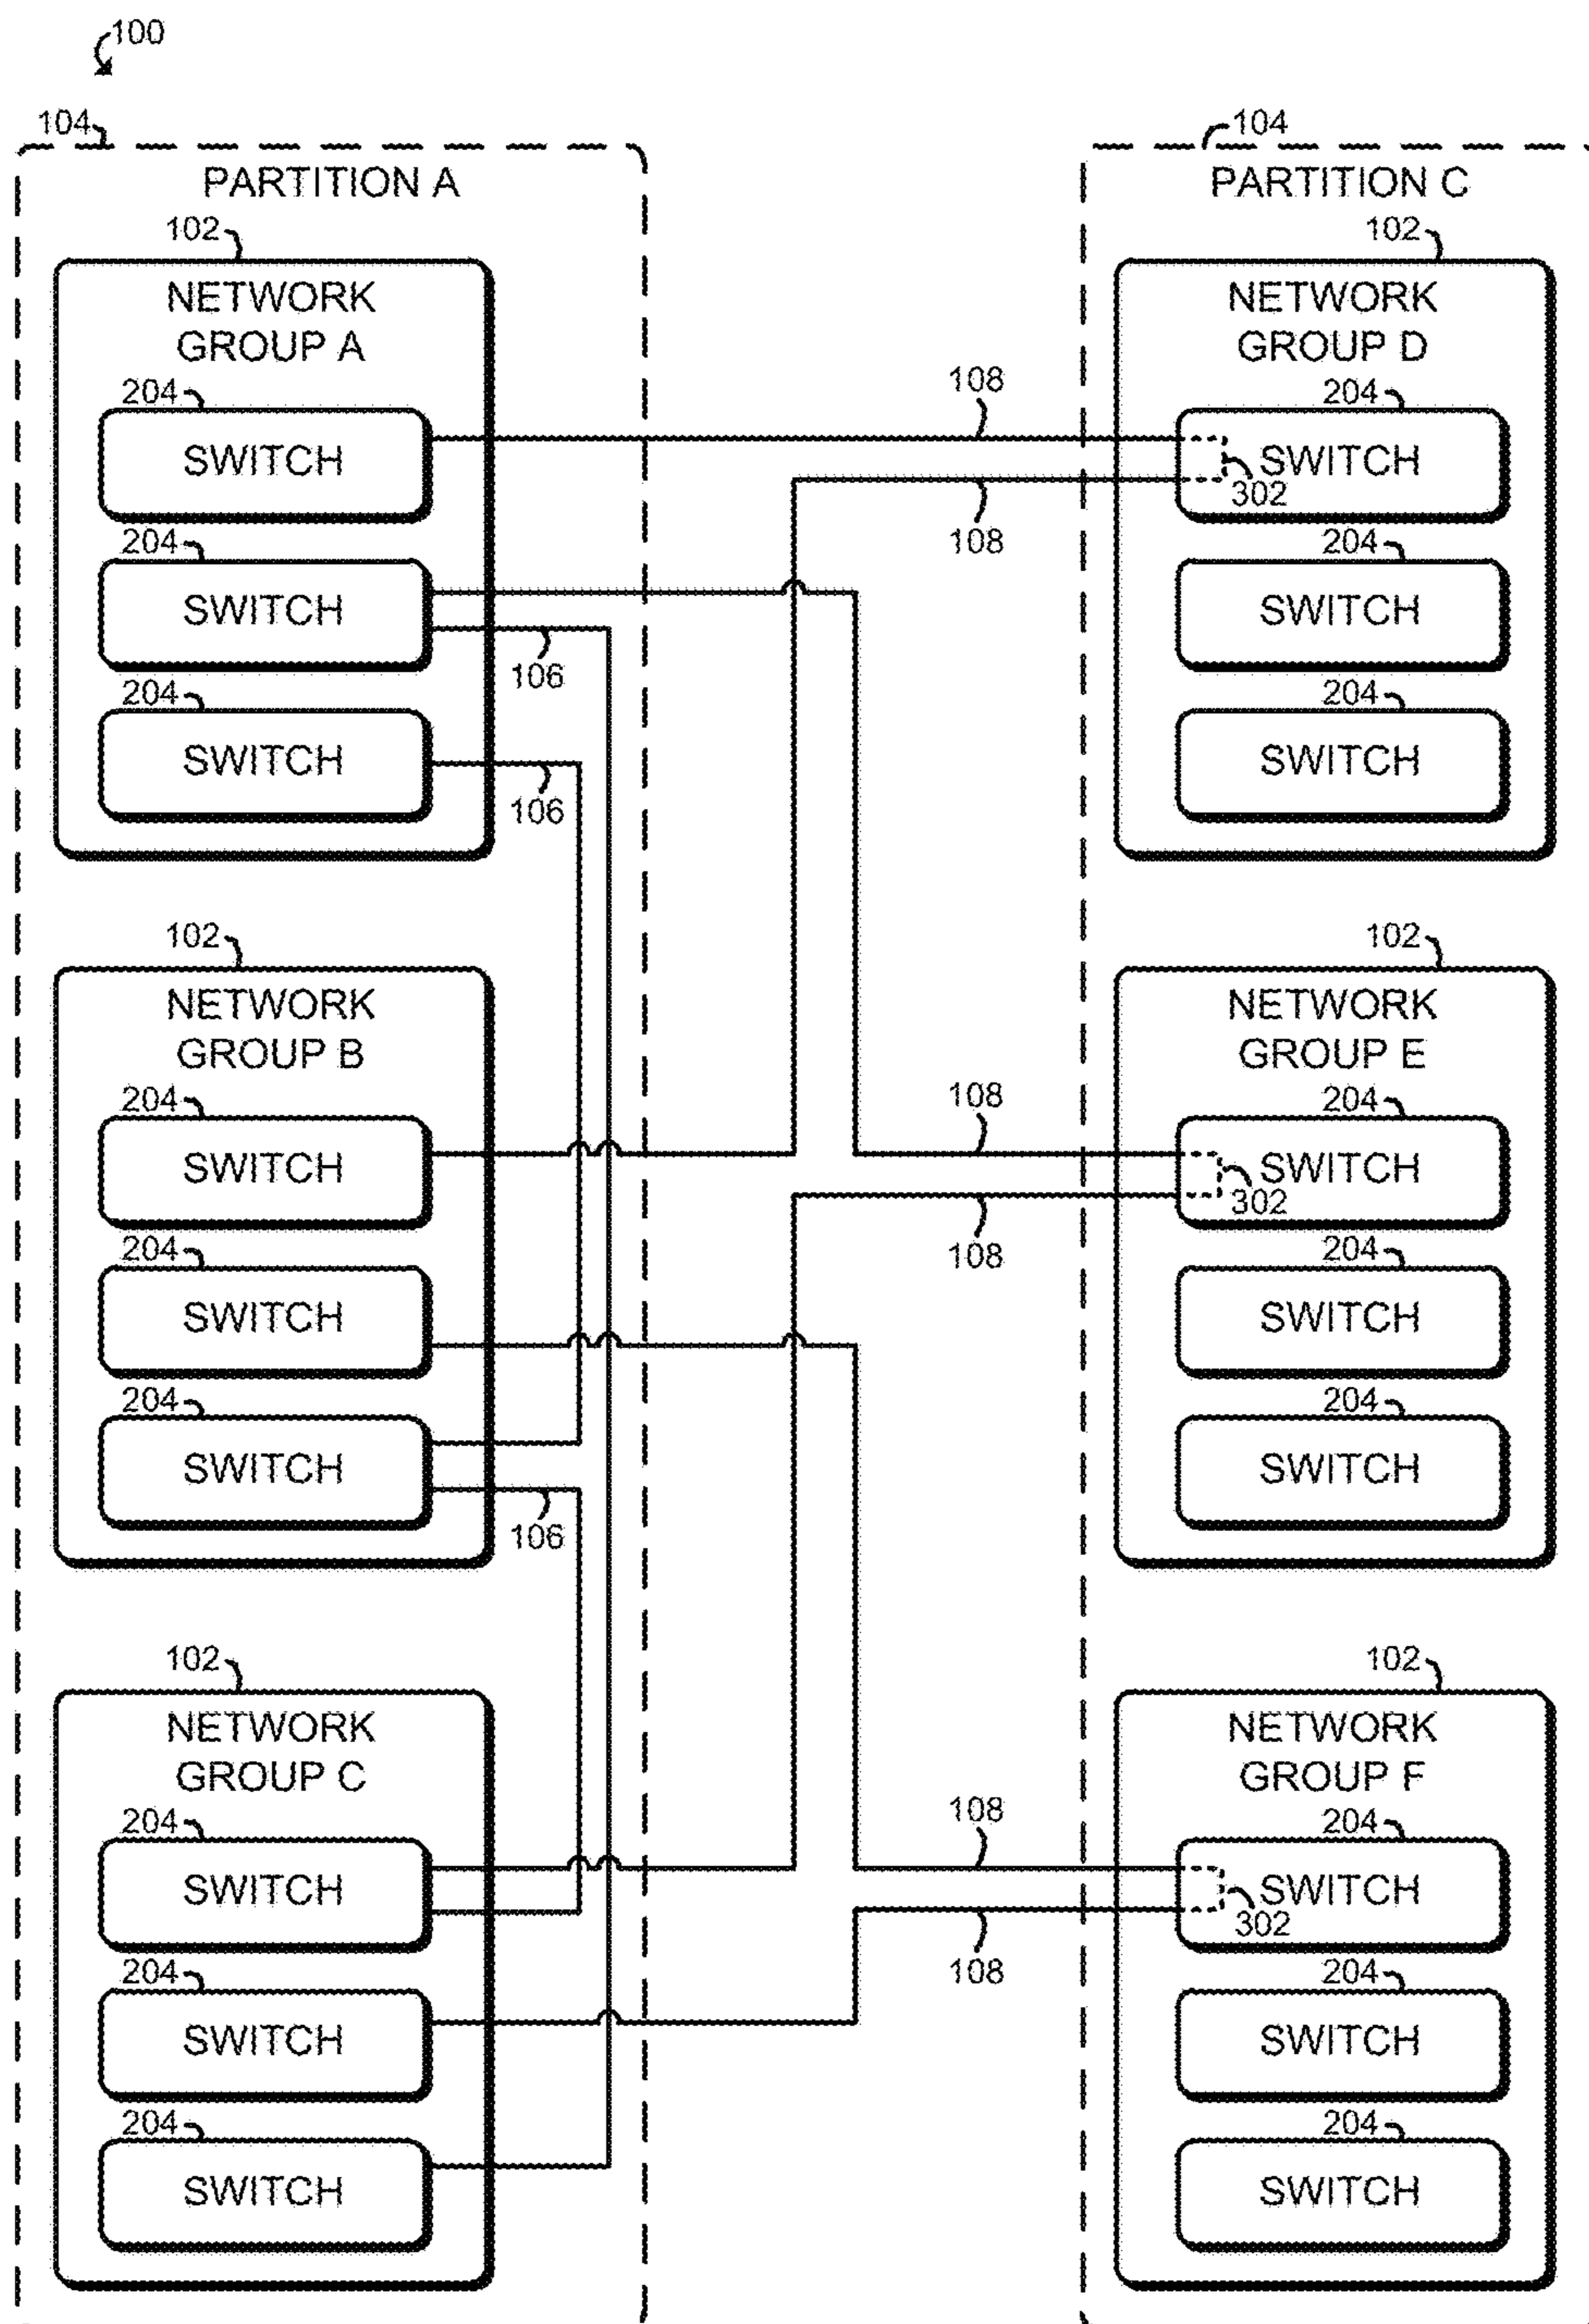 100
104
104
PARTITION A
PARTITION C
102
102
NETWORK
GROUP A
NETWORK
GROUP D
204
108
204
SWITCH
SWITCH
302
108
204
204
SWITCH
SWITCH
106
204
204
SWITCH
SWITCH
106
102
102
NETWORK
GROUP B
NETWORK
GROUP E
204
108
204
SWITCH
SWITCH
302
108
204
204
SWITCH
SWITCH
204
204
SWITCH
SWITCH
106
102
102
NETWORK
GROUP C
NETWORK
GROUP F
204
108
204
SWITCH
SWITCH
302
108
204
204
SWITCH
SWITCH
204
204
SWITCH
SWITCH